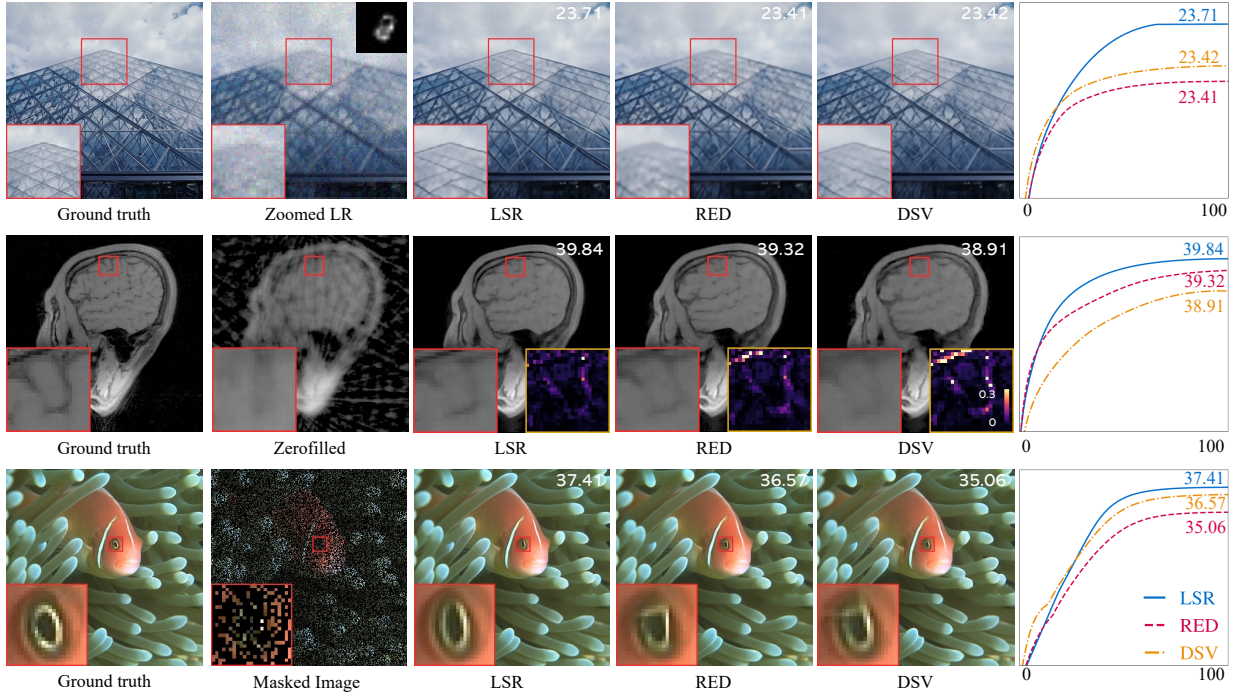 23.71
23.41
23.42
23.71
23.42
23.41
0 100
Ground truth
Zoomed LR
LSR
RED
DSV
39.84
39.32
38.91
39.84
39.32
38.91
0.3
0
0 100
Ground truth
Zerofilled
LSR
RED
DSV
37.41
36.57
35.06
37.41
36.57
35.06
LSR
RED
DSV
0 100
Ground truth
Masked Image
LSR
RED
DSV